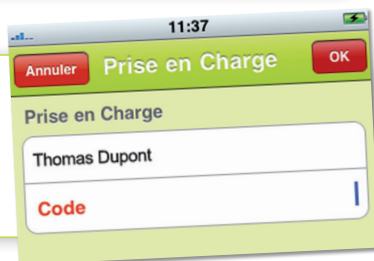 11:37
Annuler Prise en Charge OK
Prise en Charge
Thomas Dupont
Code